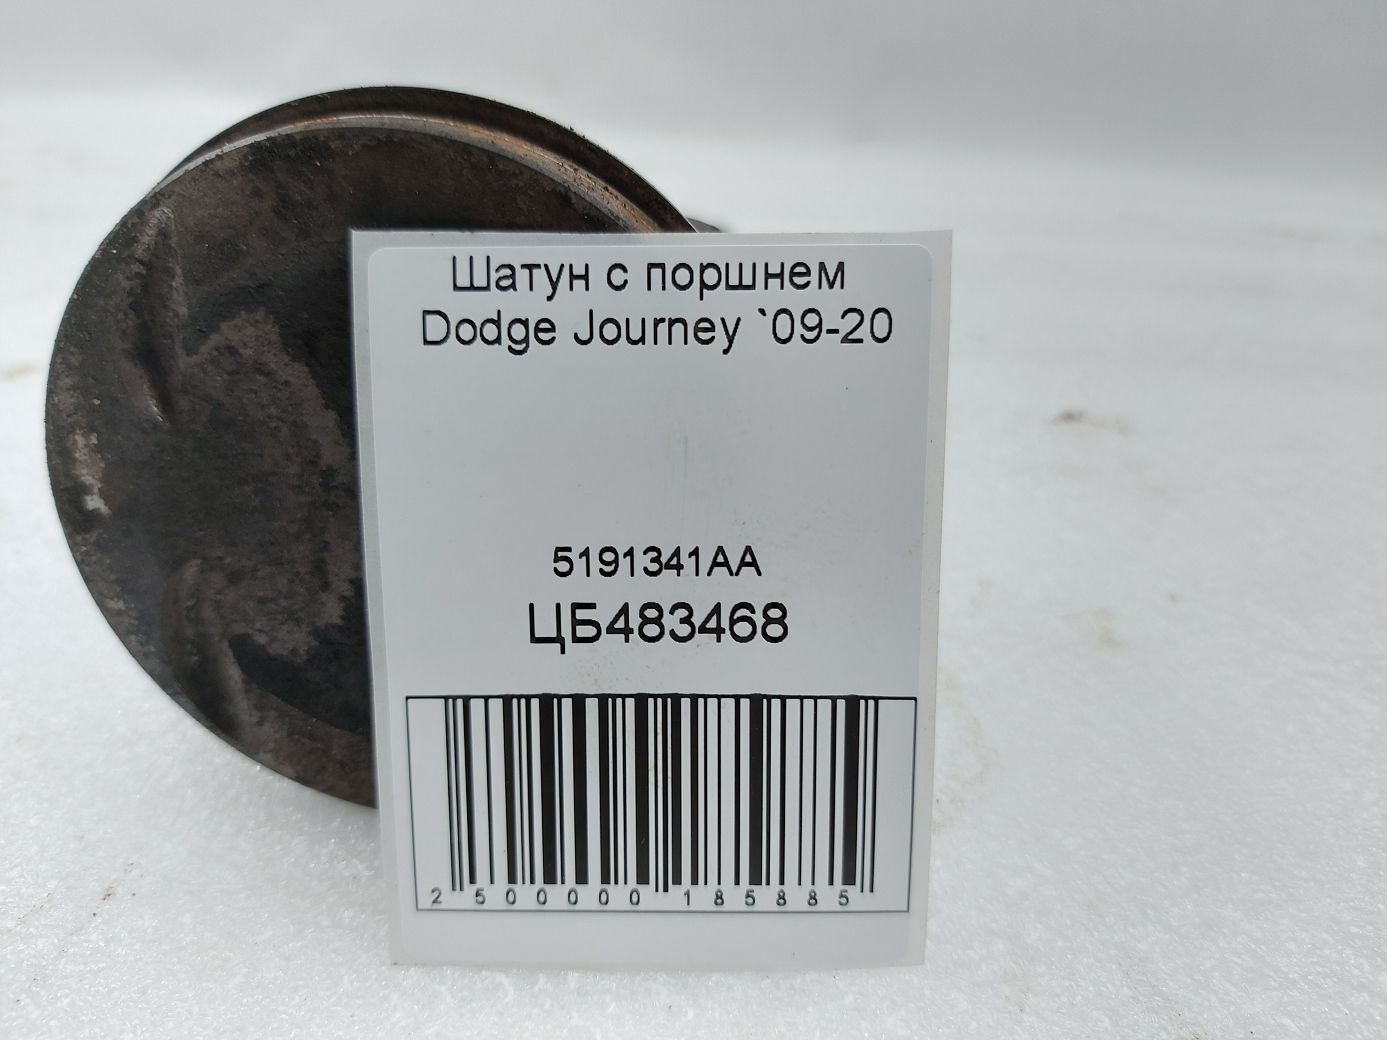 Шатун с поршнем
Dodge Journey `09-20
5191341AA
ЦБ483468
2 500000 185885